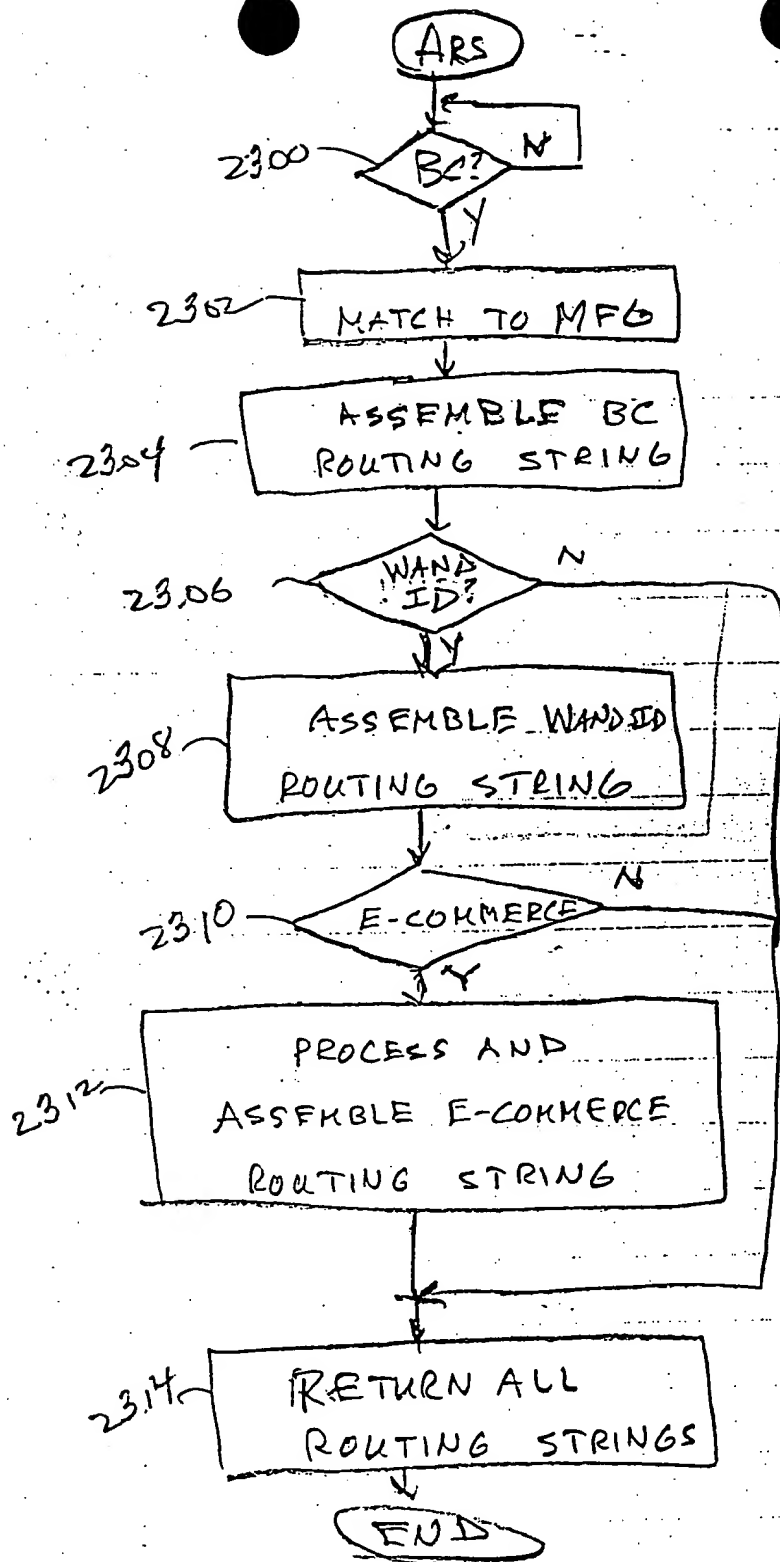 ARS
2300
BC?
N
Y
2302
MATCH TO MFG
2304
ASSEMBLE BC
ROUTING STRING
2306
WAND
ID?
N
Y
2308
ASSEMBLE WAND ID
ROUTING STRING
2310
E-COMMERCE
N
Y
2312
PROCESS AND
ASSEMBLE E-COMMERCE
ROUTING STRING
2314
RETURN ALL
ROUTING STRINGS
END